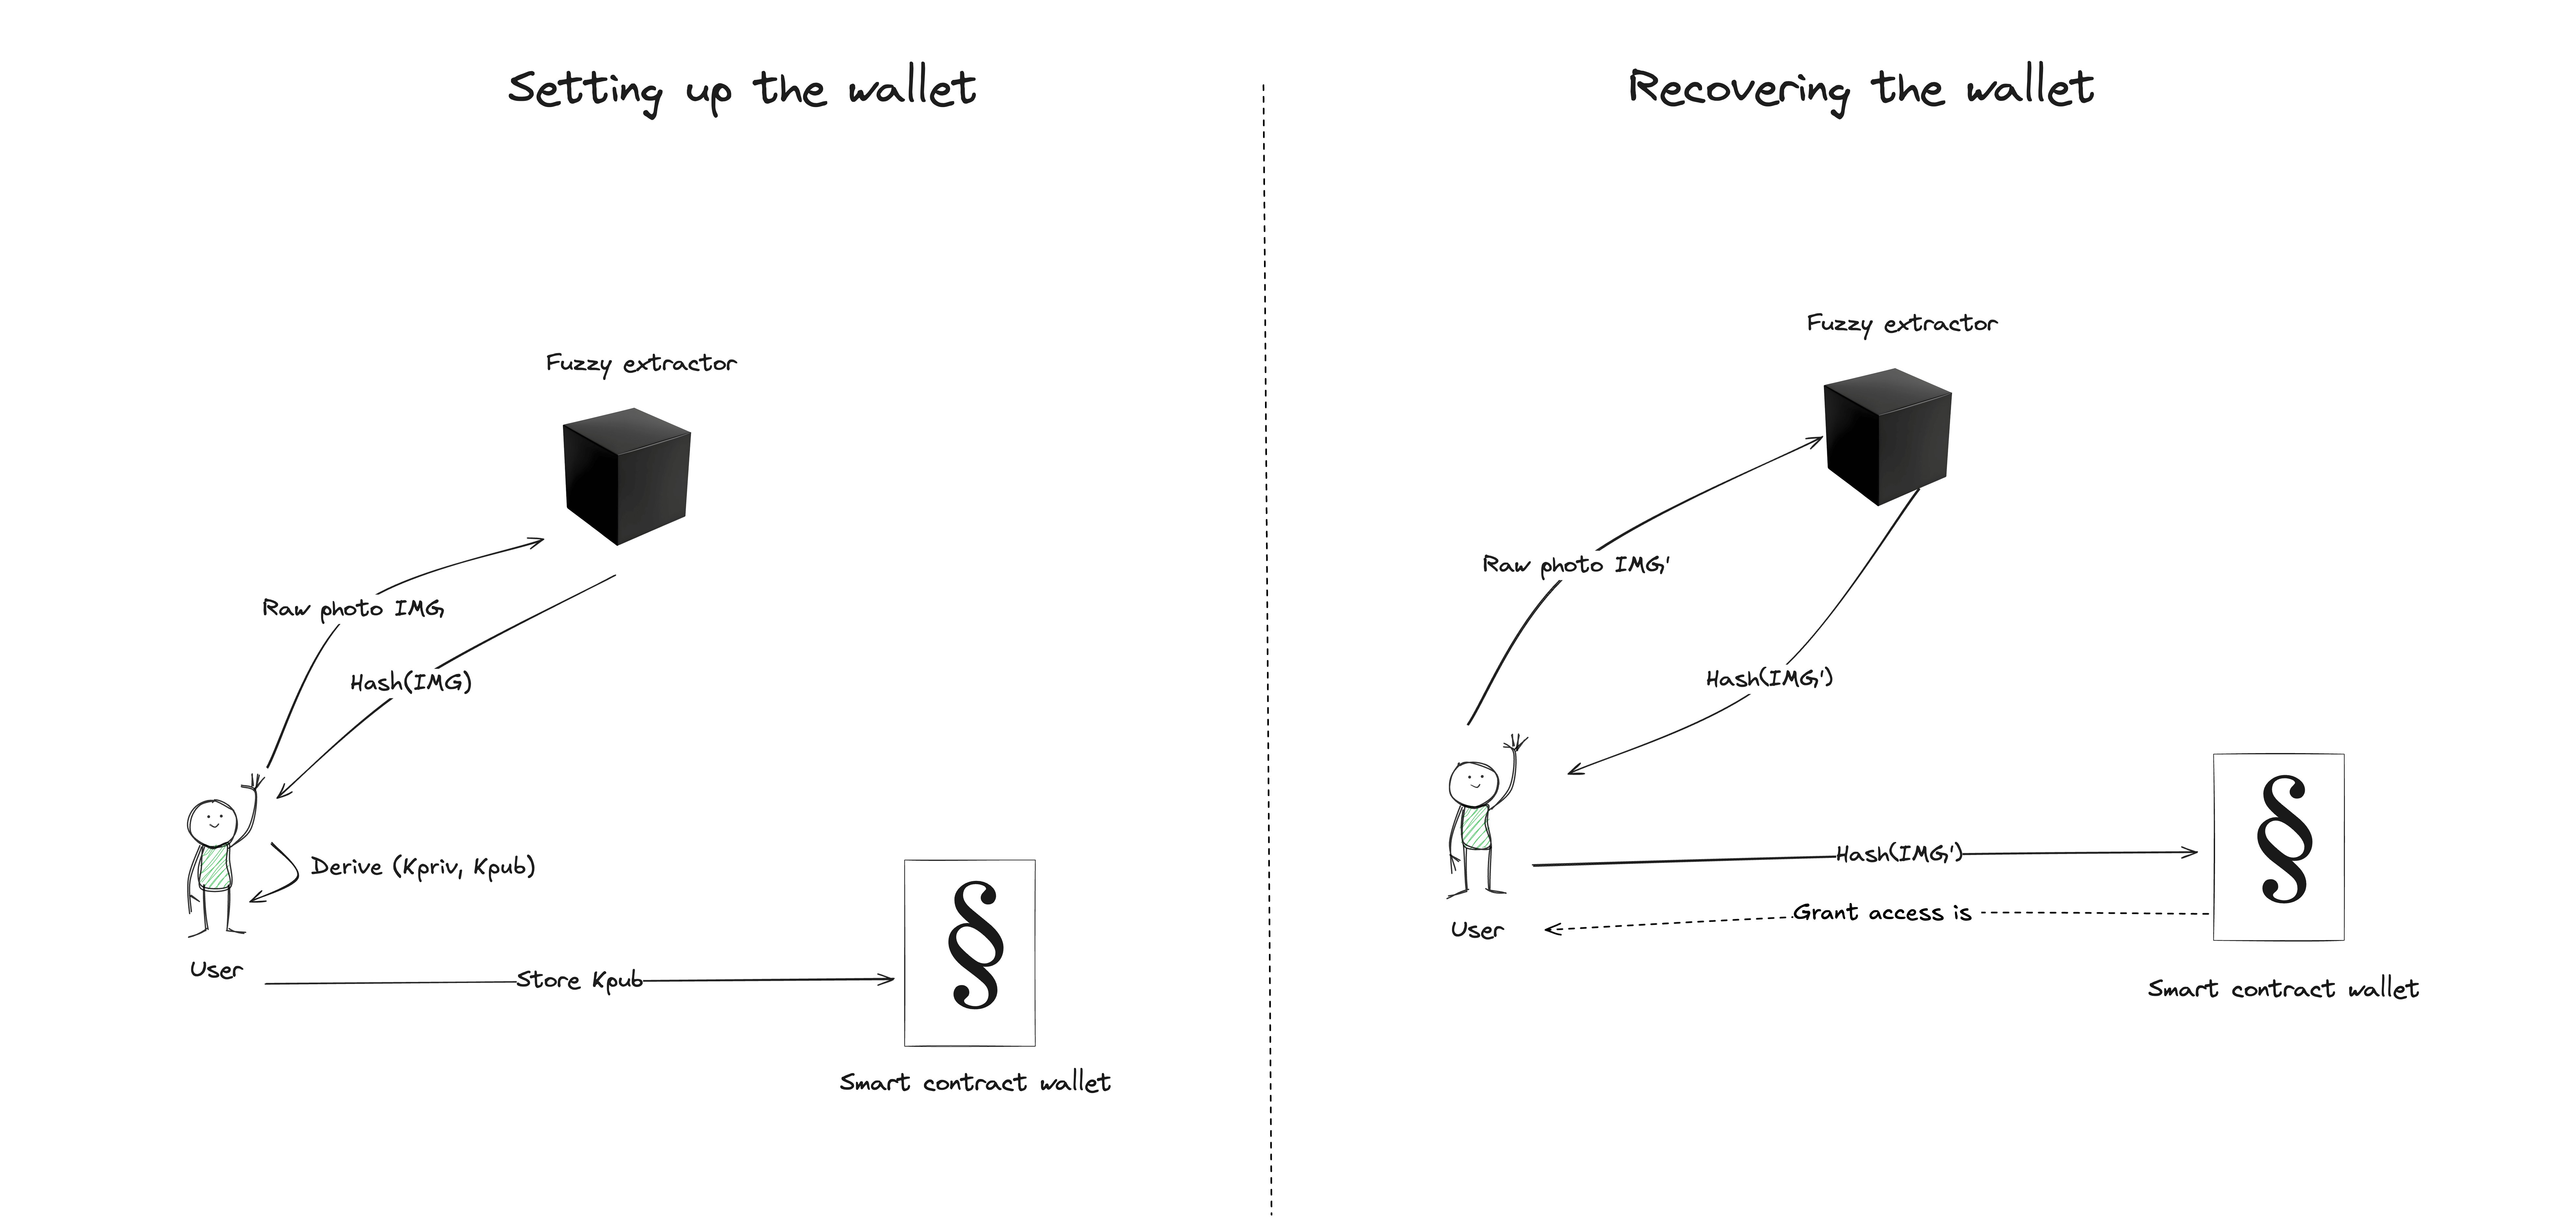 Setting up the wallet
Fuzzy extractor
Raw photo IMG
Hash(IMG)
Derive (Kpriv, Kpub)
User
Store Kpub
§
Smart contract wallet
Recovering the wallet
Fuzzy extractor
Raw photo IMG'
Hash(IMG')
Hash(IMG')
Grant access is
User
§
Smart contract wallet